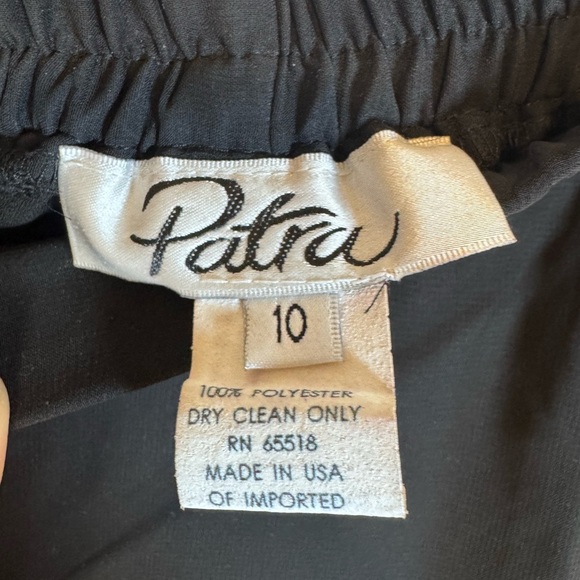 Patra
10
100% POLYESTER
DRY CLEAN ONLY
RN 65518
MADE IN USA
OF IMPORTED